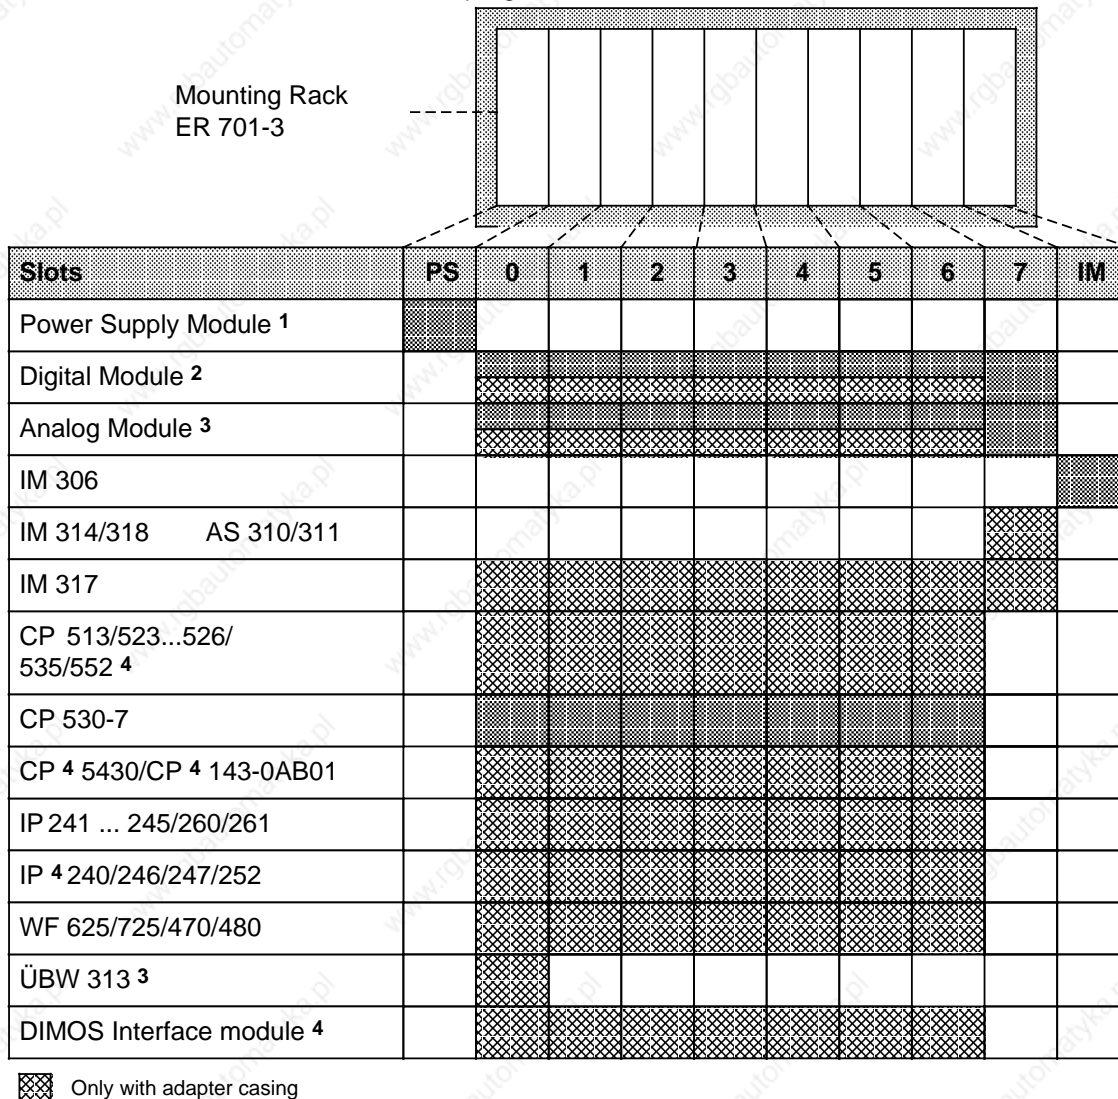 Mounting Rack
ER 701-3
Slots PS 0 1 2 3 4 5 6 7 IM
Power Supply Module 1
Digital Module 2
Analog Module 3
IM 306
IM 314/318 AS 310/311
IM 317
CP 513/523...526/
535/552 4
CP 530-7
CP 4 5430/CP 4 143-0AB01
IP 241 ... 245/260/261
IP 4 240/246/247/252
WF 625/725/470/480
ÜBW 313 3
DIMOS Interface module 4
Only with adapter casing
www.rgbautomatyka.pl